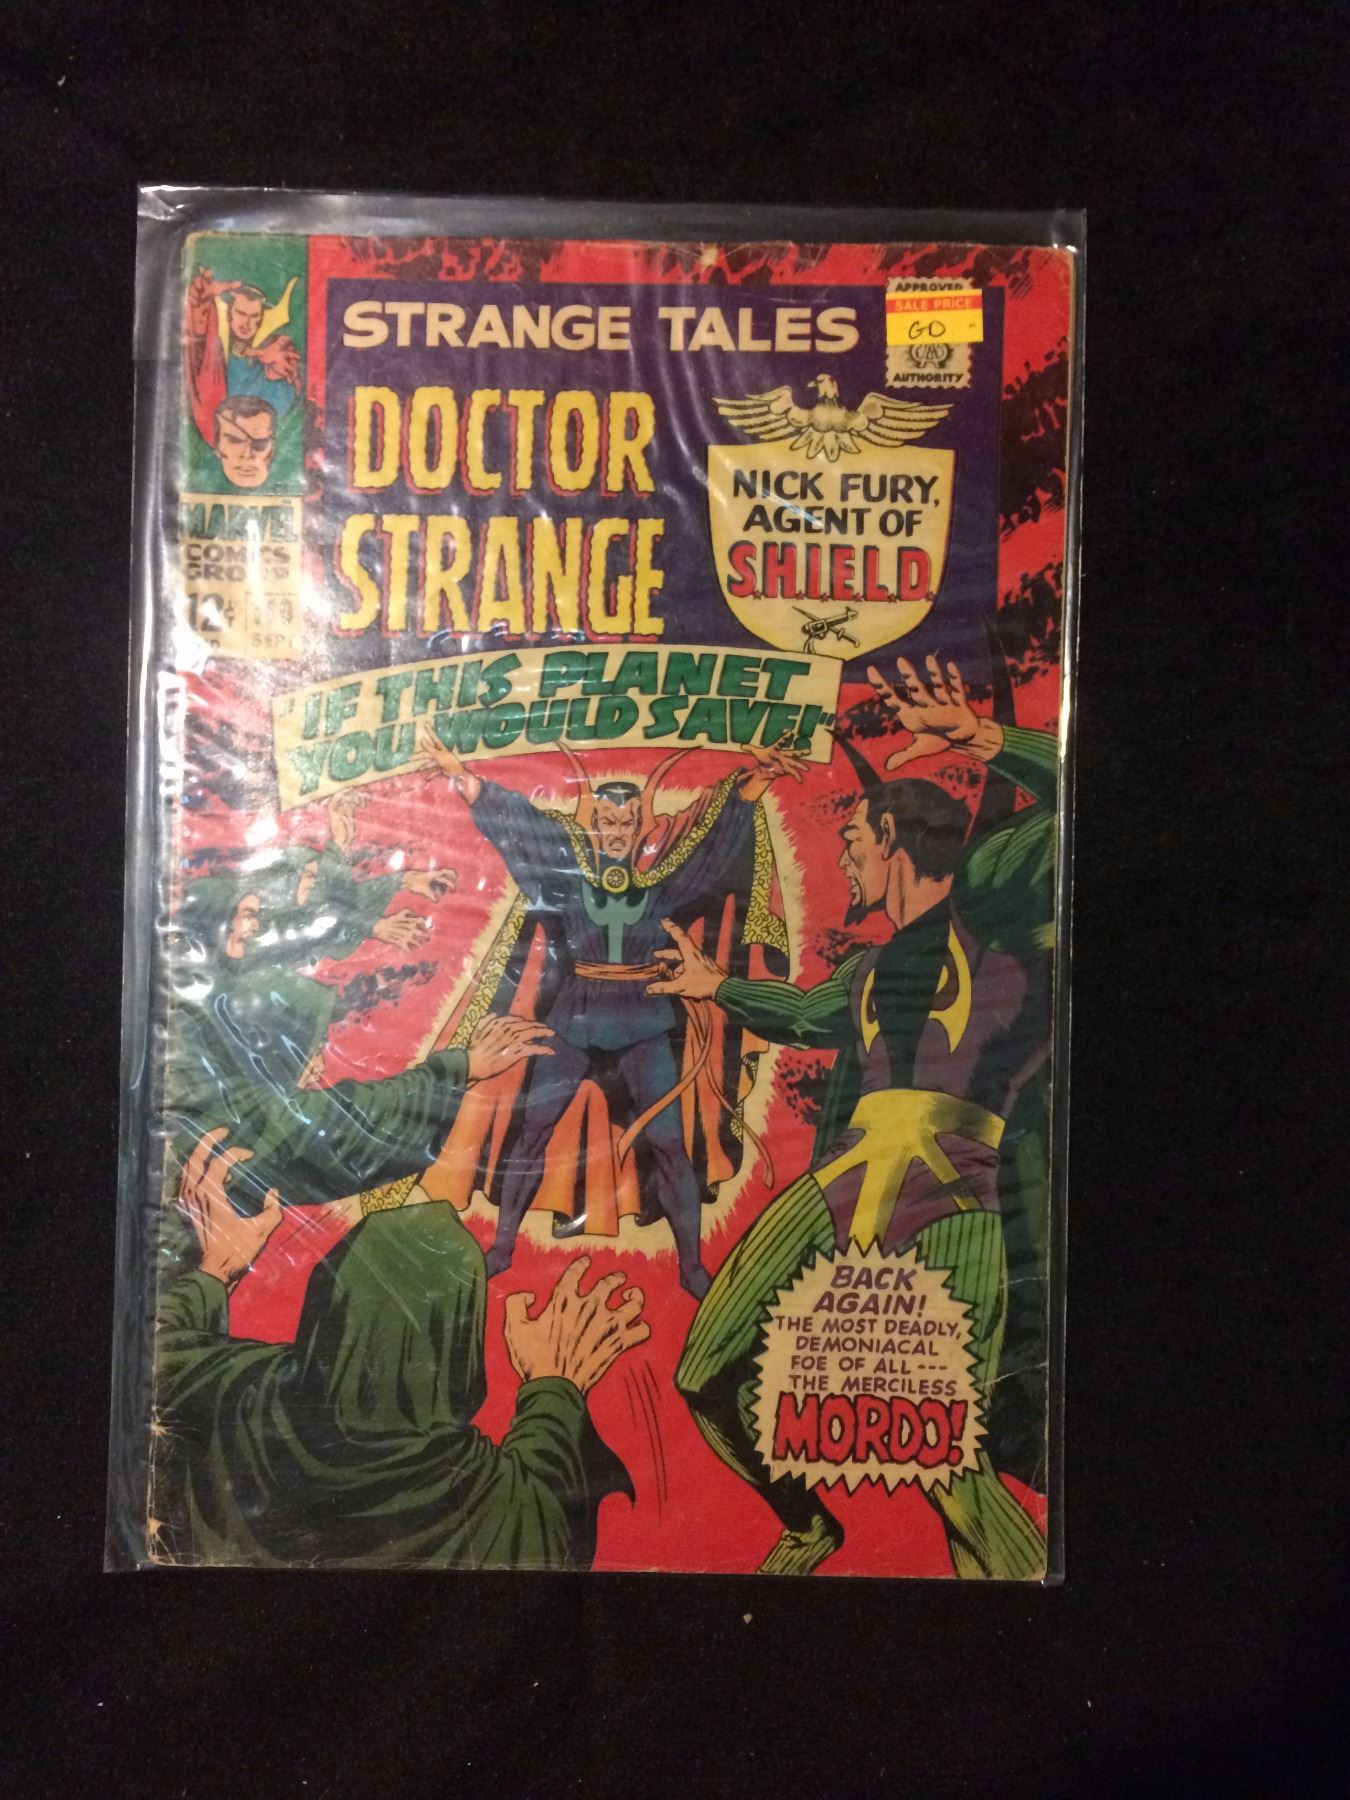 STRANGE TALES
APPROVED
SALE PRICE
GD
AUTHORITY
DOCTOR
STRANGE
NICK FURY,
AGENT OF
S.H.I.E.L.D.
MARVEL
COMICS
GROUP
12¢
SEP
"IF THIS PLANET
YOU WOULD SAVE!"
BACK
AGAIN!
THE MOST DEADLY,
DEMONIACAL
FOE OF ALL ---
THE MERCILESS
MORDO!